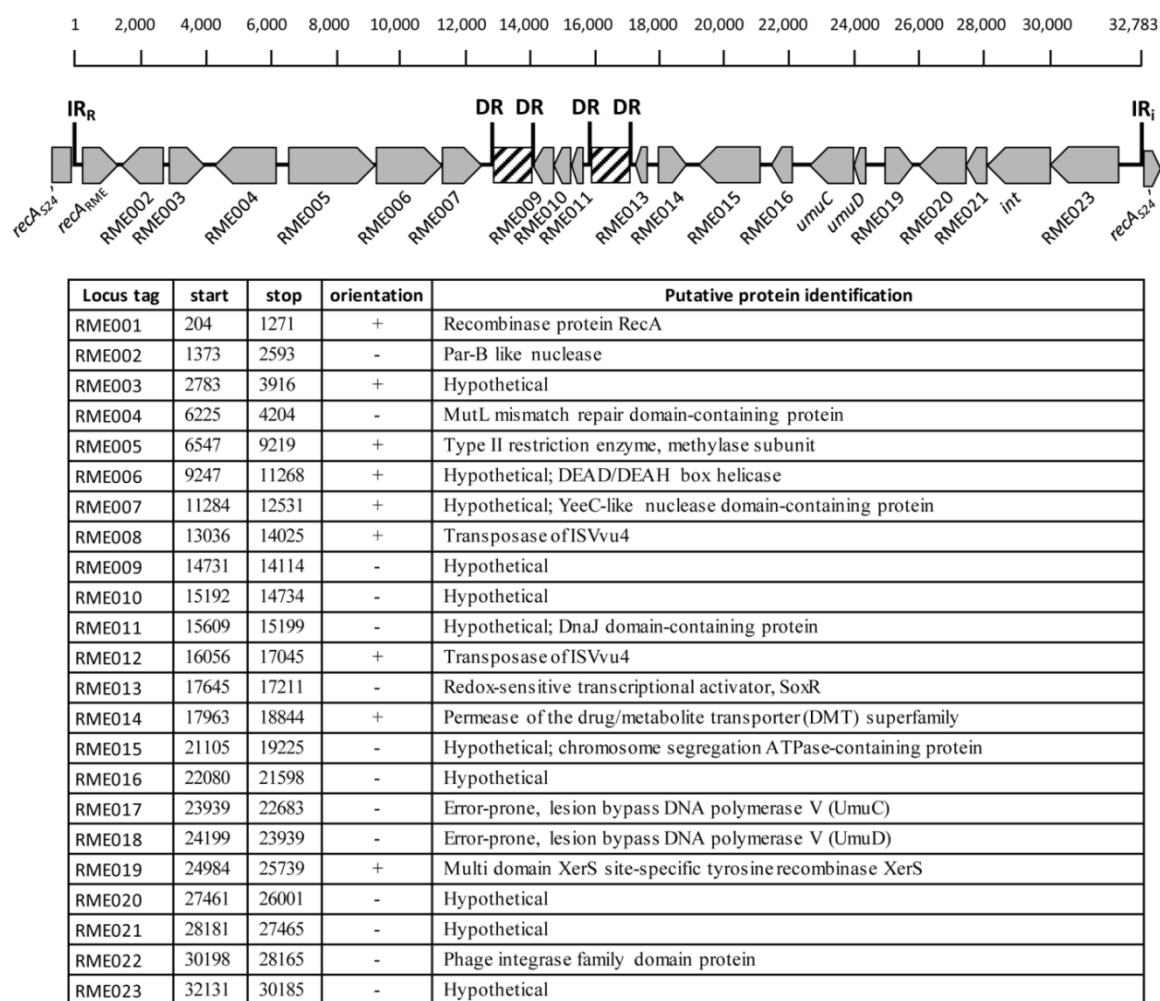 1 2,000 4,000 6,000 8,000 10,000 12,000 14,000 16,000 18,000 20,000 22,000 24,000 26,000 28,000 30,000 32,783
IRR DR DR DR DR IRi
recAS24- recARME RME002 RME003 RME004 RME005 RME006 RME007 RME009 RME010 RME011 RME013 RME014 RME015 RME016 umuC umuD RME019 RME020 RME021 int RME023 recAS24-
Locus tag start stop orientation Putative protein identification
RME001 204 1271 + Recombinase protein RecA
RME002 1373 2593 - Par-B like nuclease
RME003 2783 3916 + Hypothetical
RME004 6225 4204 - MutL mismatch repair domain-containing protein
RME005 6547 9219 + Type II restriction enzyme, methylase subunit
RME006 9247 11268 + Hypothetical; DEAD/DEAH box helicase
RME007 11284 12531 + Hypothetical; YeeC-like nuclease domain-containing protein
RME008 13036 14025 + Transposase of ISVvu4
RME009 14731 14114 - Hypothetical
RME010 15192 14734 - Hypothetical
RME011 15609 15199 - Hypothetical; DnaJ domain-containing protein
RME012 16056 17045 + Transposase of ISVvu4
RME013 17645 17211 - Redox-sensitive transcriptional activator, SoxR
RME014 17963 18844 + Permease of the drug/metabolite transporter (DMT) superfamily
RME015 21105 19225 - Hypothetical; chromosome segregation ATPase-containing protein
RME016 22080 21598 - Hypothetical
RME017 23939 22683 - Error-prone, lesion bypass DNA polymerase V (UmuC)
RME018 24199 23939 - Error-prone, lesion bypass DNA polymerase V (UmuD)
RME019 24984 25739 + Multi domain XerS site-specific tyrosine recombinase XerS
RME020 27461 26001 - Hypothetical
RME021 28181 27465 - Hypothetical
RME022 30198 28165 - Phage integrase family domain protein
RME023 32131 30185 - Hypothetical